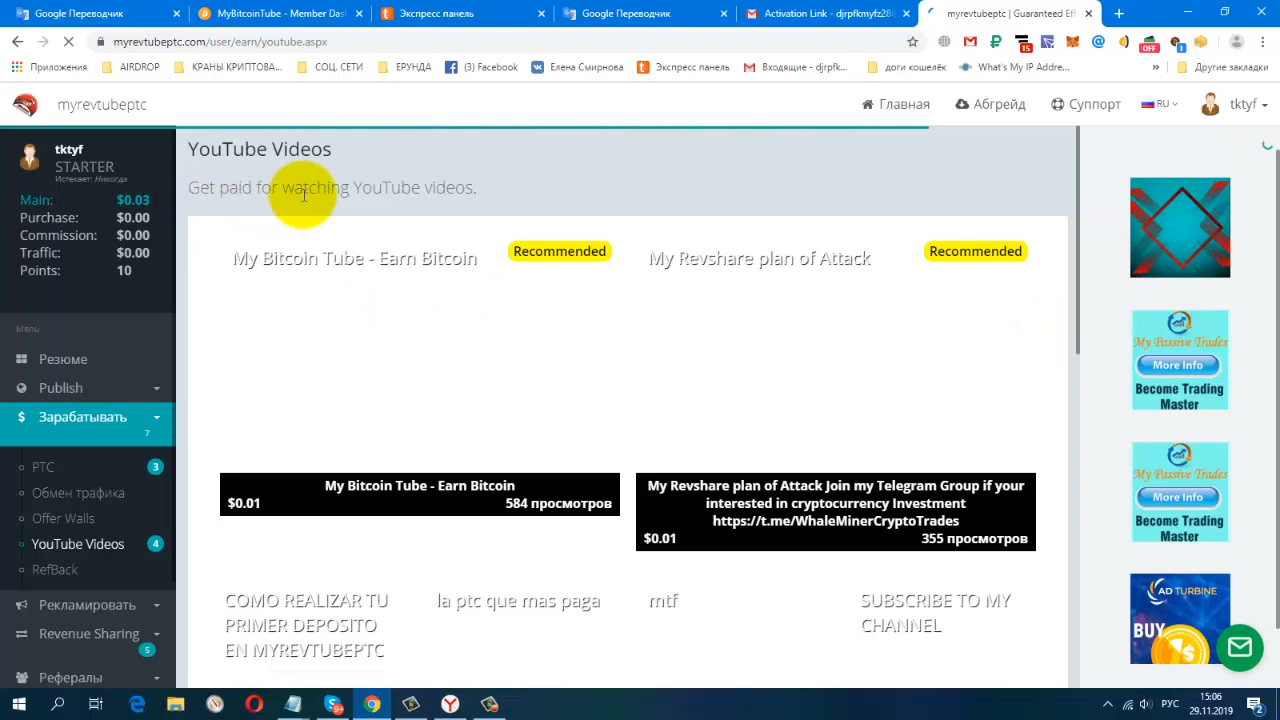 Google Переводчик
MyBitcoinTube - Member Das
Экспресс панель
Google Переводчик
Activation Link - djrpfkmyfz28
myrevtubeptc | Guaranteed Eff
myrevtubeptc.com/user/earn/youtube.aspx
Приложения
AIRDROP
КРАНЫ КРИПТОВА...
СОЦ. СЕТИ
ЕРУНДА
(3) Facebook
Елена Смирнова
Экспресс панель
Входящие - djrpfk...
доги кошелёк
What's My IP Addre...
»
Другие закладки
myrevtubeptc
Главная
Абгрейд
Суппорт
RU
tktyf
tktyf
STARTER
Истекает: Никогда
Main: $0.03
Purchase: $0.00
Commission: $0.00
Traffic: $0.00
Points: 10
Menu
Резюме
Publish
Зарабатывать
7
PTC 3
Обмен трафика
Offer Walls
YouTube Videos 4
RefBack
Рекламировать
Revenue Sharing
5
Рефералы
YouTube Videos
Get paid for watching YouTube videos.
My Bitcoin Tube - Earn Bitcoin
Recommended
My Revshare plan of Attack
Recommended
My Bitcoin Tube - Earn Bitcoin
$0.01 584 просмотров
My Revshare plan of Attack Join my Telegram Group if your
interested in cryptocurrency Investment
https://t.me/WhaleMinerCryptoTrades
$0.01 355 просмотров
COMO REALIZAR TU
PRIMER DEPOSITO
EN MYREVTUBEPTC
la ptc que mas paga
mtf
SUBSCRIBE TO MY
CHANNEL
My Passive Trades
More Info
Become Trading
Master
My Passive Trades
More Info
Become Trading
Master
AD TURBINE
BUY
15
OFF
1
РУС
15:06
29.11.2019
2